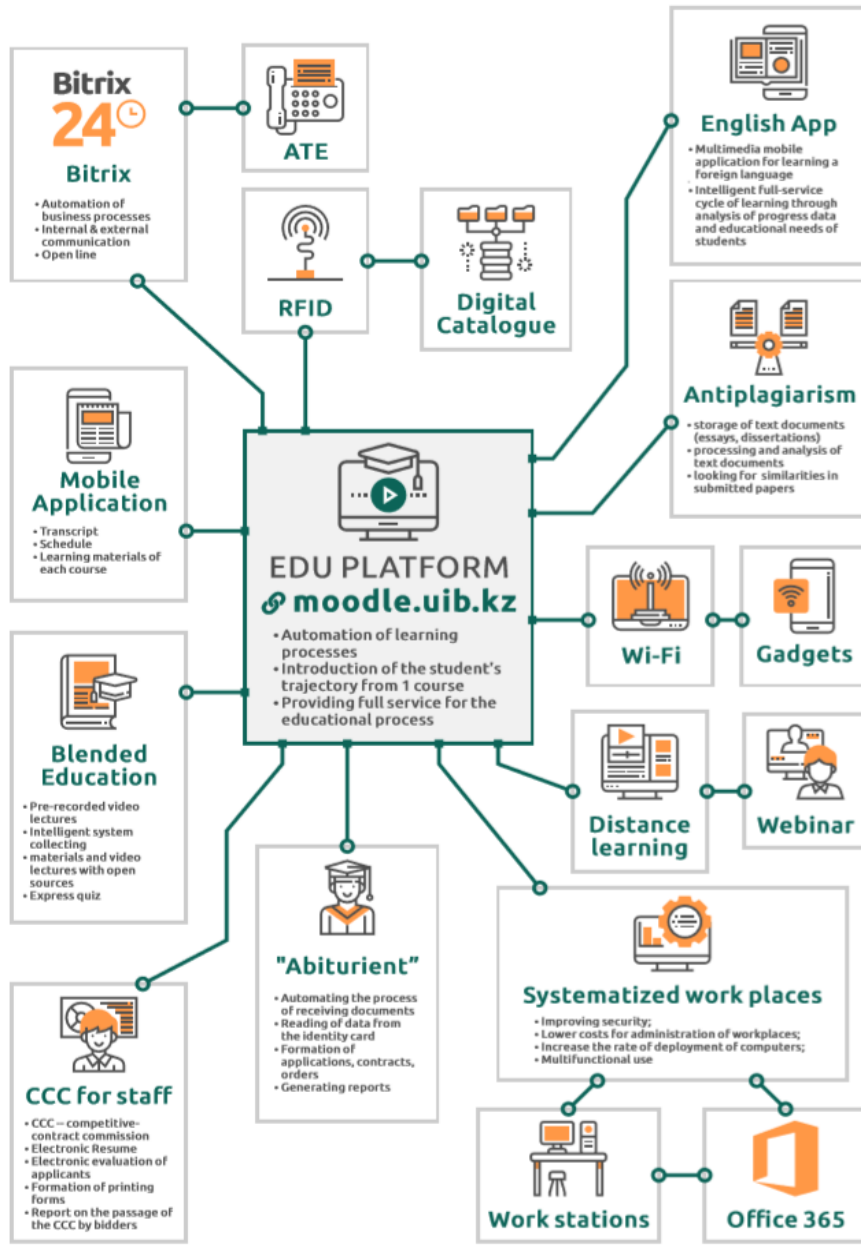 Bitrix
24
Bitrix
• Automation of
business processes
• Internal & external
communication
• Open line
ATE
RFID
Digital
Catalogue
English App
• Multimedia mobile
application for learning a
foreign language
• Intelligent full-service
cycle of learning through
analysis of progress data
and educational needs of
students
Antiplagiarism
• storage of text documents
(essays, dissertations)
• processing and analysis of
text documents
• looking for similarities in
submitted papers
Mobile
Application
• Transcript
• Schedule
• Learning materials of
each course
EDU PLATFORM
moodle.uib.kz
• Automation of learning
processes
• Introduction of the student's
trajectory from 1 course
• Providing full service for the
educational process
Wi-Fi
Gadgets
Blended
Education
• Pre-recorded video
lectures
• Intelligent system
collecting
• materials and video
lectures with open
sources
• Express quiz
Distance
learning
Webinar
"Abiturient”
• Automating the process
of receiving documents
• Reading of data from
the identity card
• Formation of
applications, contracts,
orders
• Generating reports
Systematized work places
• Improving security;
• Lower costs for administration of workplaces;
• Increase the rate of deployment of computers;
• Multifunctional use
CCC for staff
• CCC – competitive-
contract commission
• Electronic Resume
• Electronic evaluation of
applicants
• Formation of printing
forms
• Report on the passage of
the CCC by bidders
Work stations
Office 365